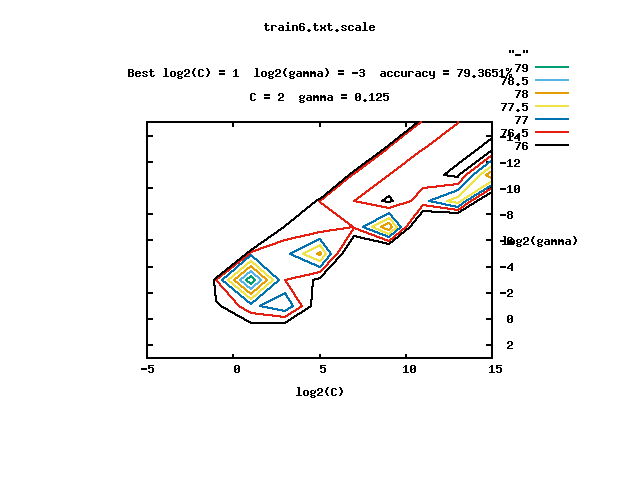 train6.txt.scale
"-"
Best log2(C) = 1  log2(gamma) = -3  accuracy = 79.3651%
79
78.5
78
C = 2  gamma = 0.125
77.5
77
76.5
-14
76
-12
-10
-8
-6
log2(gamma)
-4
-2
0
2
-5 0 5 10 15
log2(C)